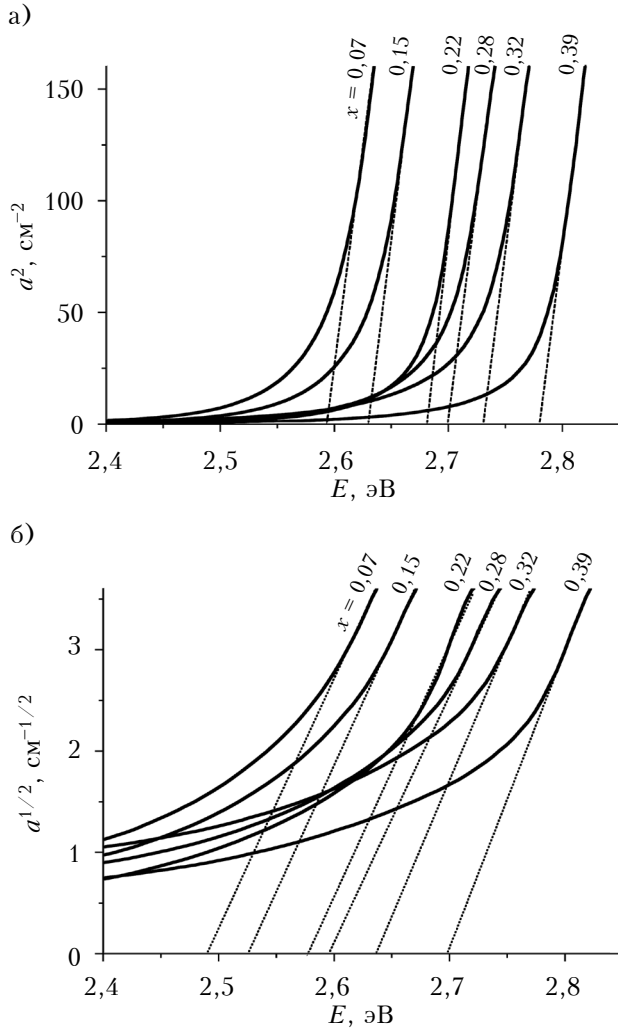 а)
x = 0,07
0,15
0,22
0,28
0,32
0,39
150
100
50
0
a², см⁻²
2,4 2,5 2,6 2,7 2,8
E, эВ
б)
x = 0,07
0,15
0,22
0,28
0,32
0,39
3
2
1
0
a^{1/2}, см^{−1/2}
2,4 2,5 2,6 2,7 2,8
E, эВ